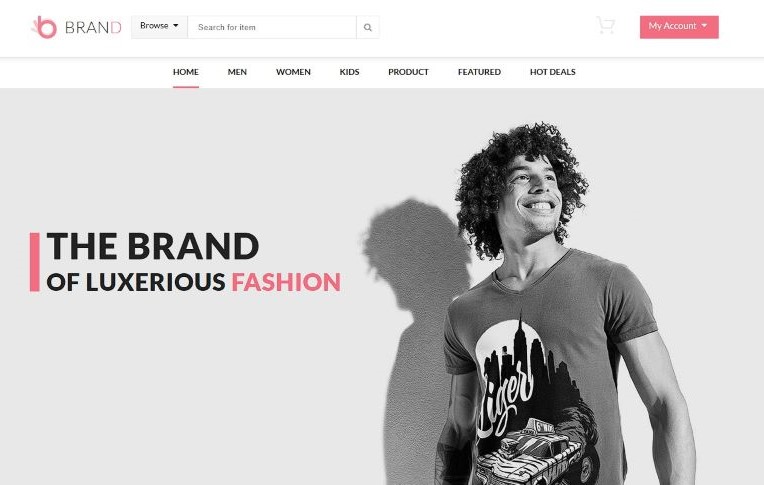 BRAND
Browse
Search for item
My Account
HOME MEN WOMEN KIDS PRODUCT FEATURED HOT DEALS
THE BRAND
OF LUXERIOUS FASHION
Liger